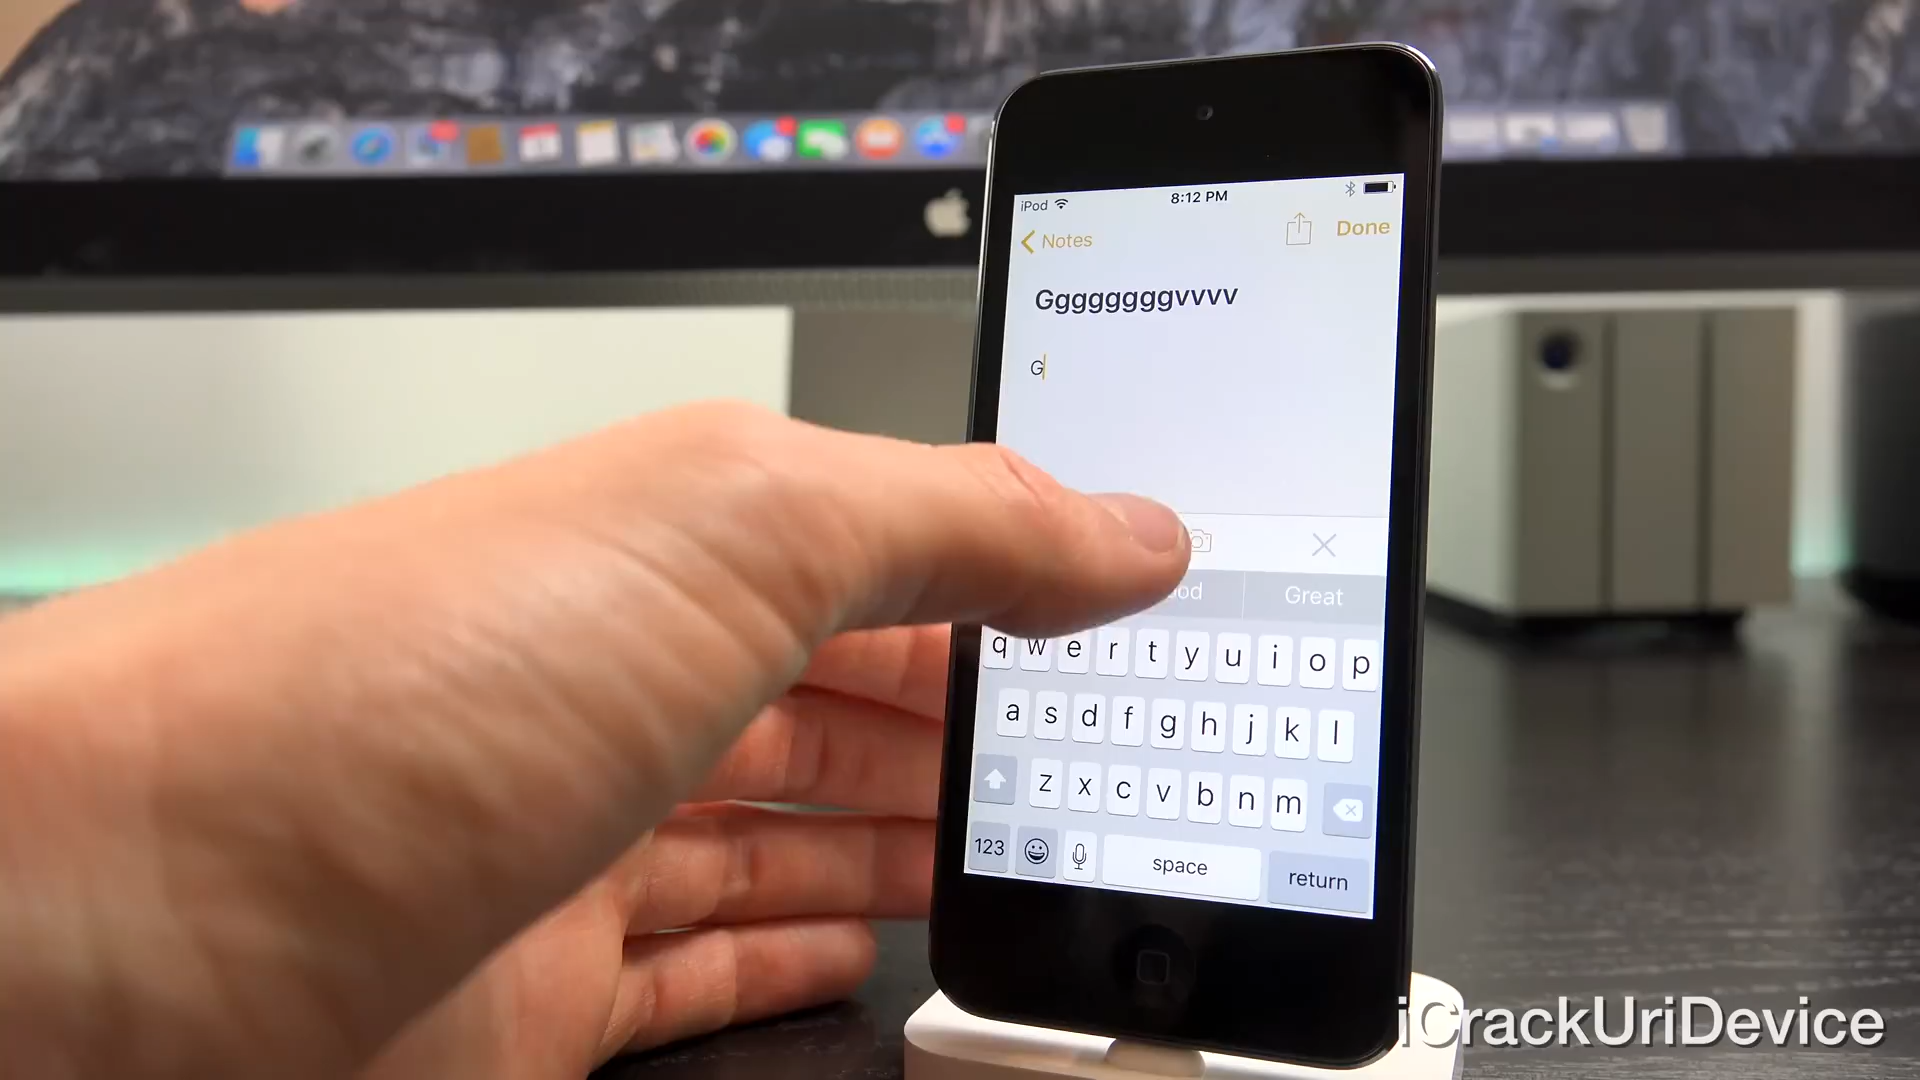 iPod 8:12 PM
Notes Done
Ggggggggvvvv
G
Great
q w e r t y u i o p
a s d f g h j k l
z x c v b n m
123 space return
iCrackUriDevice